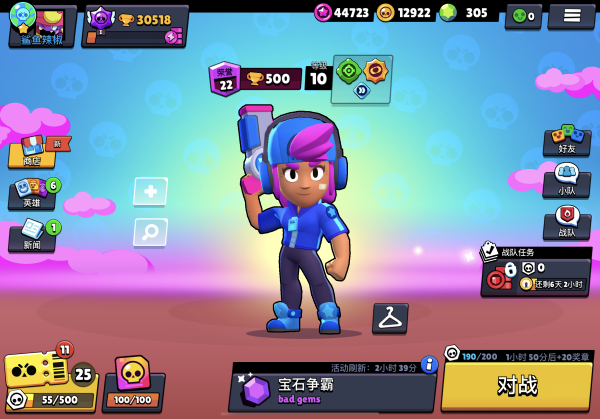 鲨鱼辣椒
30518
44723
12922
305
0
荣誉
22
500
等级
10
新
商店
英雄
6
新闻
1
好友
小队
战队
战队任务
0
还剩6天 2小时
11
25
55/500
100/100
活动刷新：2小时 39分
宝石争霸
bad gems
190/200
1小时 50分后+20奖章
对战